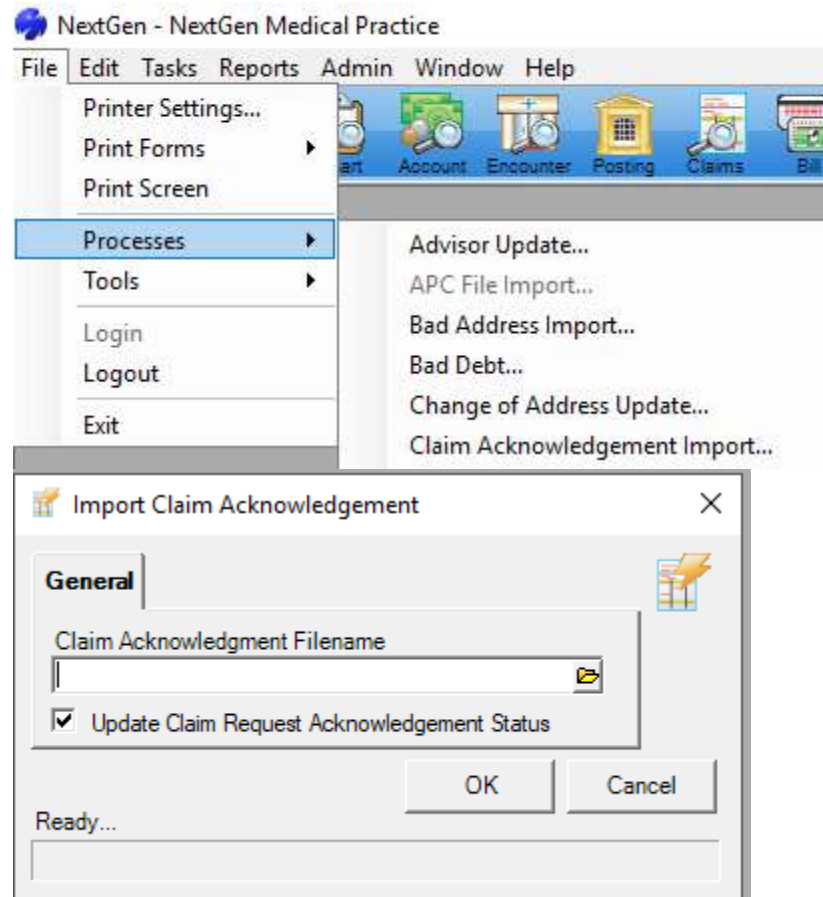 NextGen - NextGen Medical Practice
File Edit Tasks Reports Admin Window Help
Printer Settings...
Print Forms
Print Screen
Account Encounter Posting Claims Bill
Processes
Tools
Login
Logout
Exit
Advisor Update...
APC File Import...
Bad Address Import...
Bad Debt...
Change of Address Update...
Claim Acknowledgement Import...
Import Claim Acknowledgement
General
Claim Acknowledgment Filename
Update Claim Request Acknowledgement Status
OK Cancel
Ready...